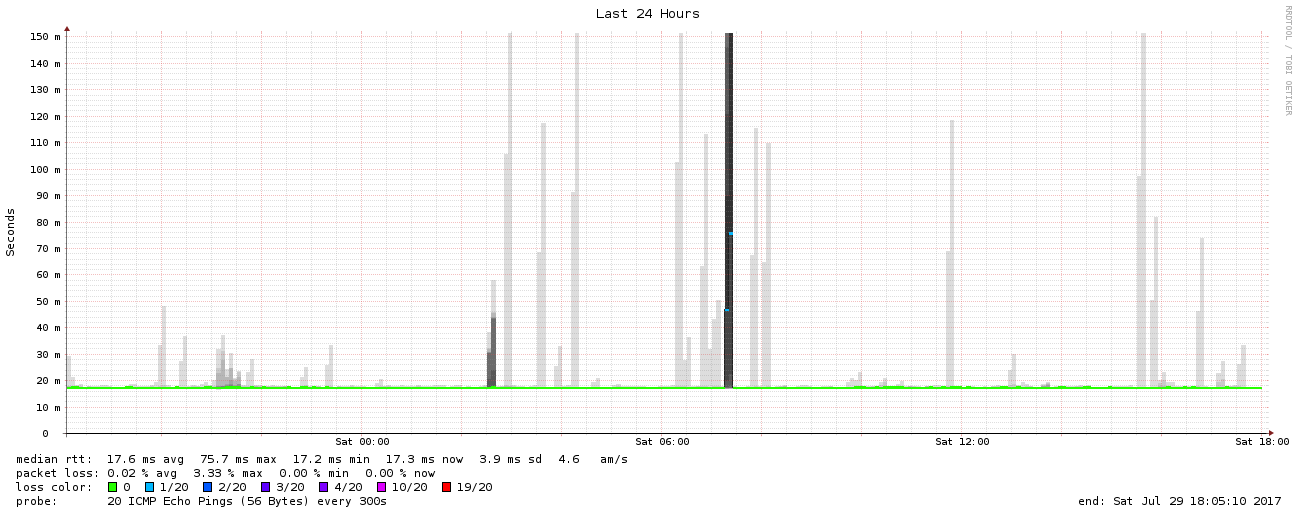 Last 24 Hours
RRDTOOL / TOBI OETIKER
150 m
140 m
130 m
120 m
110 m
100 m
90 m
80 m
70 m
60 m
50 m
40 m
30 m
20 m
10 m
0
Seconds
Sat 00:00 Sat 06:00 Sat 12:00 Sat 18:00
median rtt: 17.6 ms avg 75.7 ms max 17.2 ms min 17.3 ms now 3.9 ms sd 4.6 am/s
packet loss: 0.02 % avg 3.33 % max 0.00 % min 0.00 % now
loss color: 0 1/20 2/20 3/20 4/20 10/20 19/20
probe: 20 ICMP Echo Pings (56 Bytes) every 300s end: Sat Jul 29 18:05:10 2017